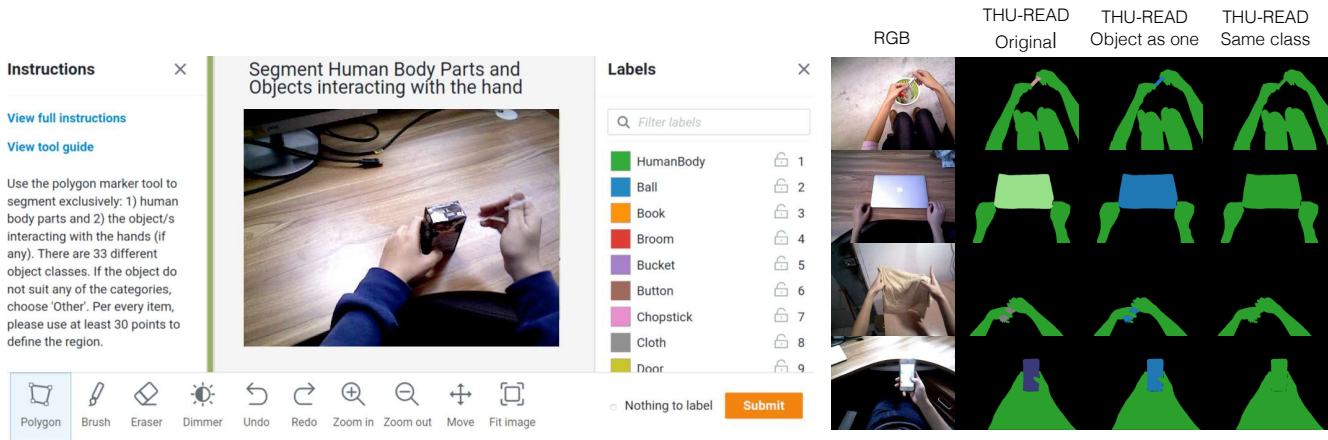 Instructions
View full instructions
View tool guide
Use the polygon marker tool to
segment exclusively: 1) human
body parts and 2) the object/s
interacting with the hands (if
any). There are 33 different
object classes. If the object do
not suit any of the categories,
choose 'Other'. Per every item,
please use at least 30 points to
define the region.
Segment Human Body Parts and
Objects interacting with the hand
Labels
Filter labels
HumanBody 1
Ball 2
Book 3
Broom 4
Bucket 5
Button 6
Chopstick 7
Cloth 8
Door 9
Polygon
Brush
Eraser
Dimmer
Undo
Redo
Zoom in
Zoom out
Move
Fit image
Nothing to label
Submit
RGB
THU-READ
Original
THU-READ
Object as one
THU-READ
Same class